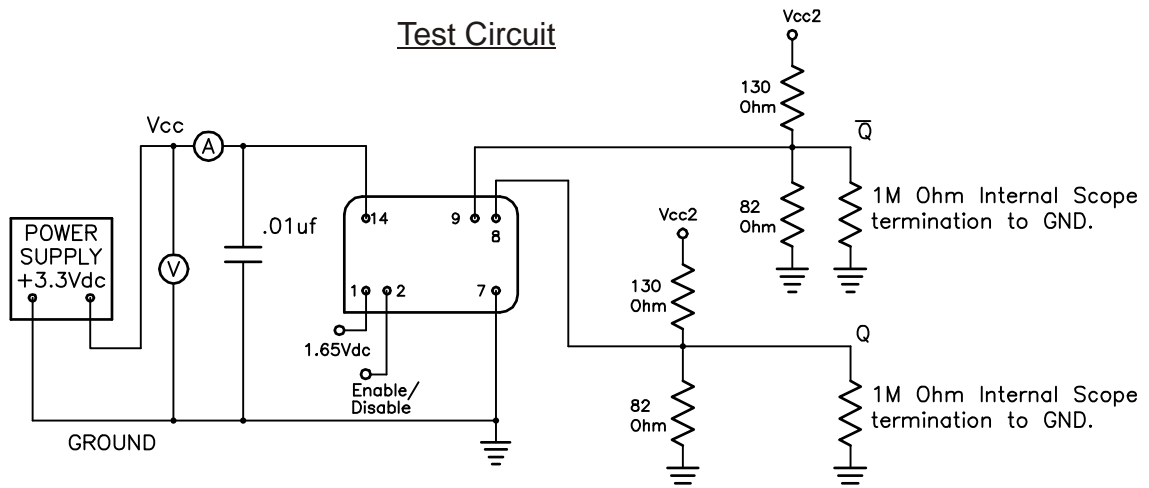 Test Circuit
Vcc2
130
Ohm
Q̅
Vcc
A
.01uf
14
9
8
82
Ohm
1M Ohm Internal Scope
termination to GND.
POWER
SUPPLY
+3.3Vdc
V
Vcc2
1
2
7
130
Ohm
1.65Vdc
Enable/
Disable
Q
82
Ohm
1M Ohm Internal Scope
termination to GND.
GROUND